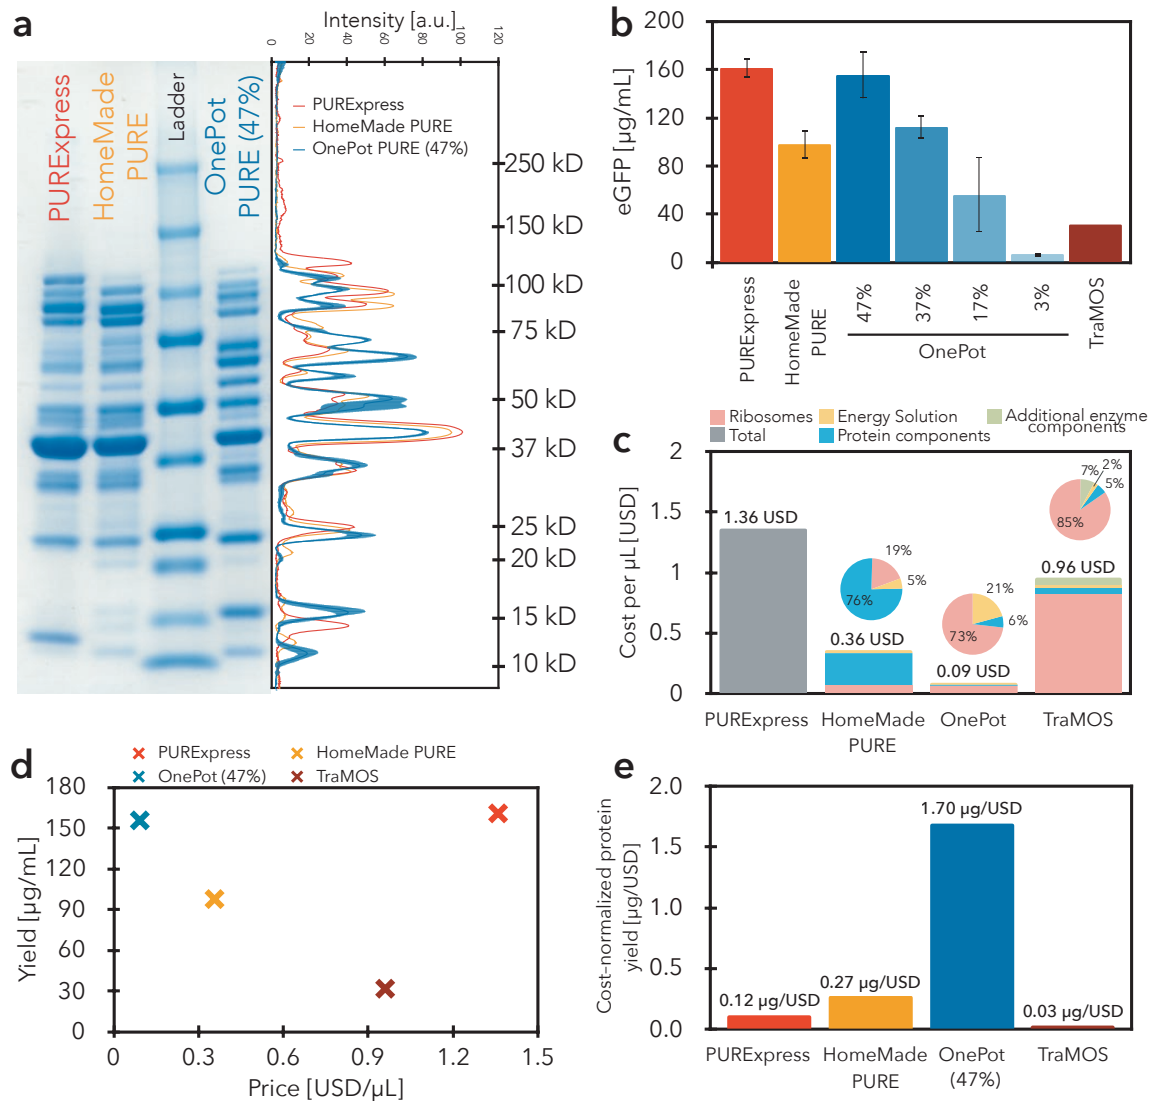 a
Intensity [a.u.]
0
20
40
60
80
100
120
PURExpress
HomeMade
PURE
Ladder
OnePot
PURE (47%)
PURExpress
HomeMade PURE
OnePot PURE (47%)
250 kD
150 kD
100 kD
75 kD
50 kD
37 kD
25 kD
20 kD
15 kD
10 kD
b
eGFP [µg/mL]
200
160
120
80
40
0
PURExpress
HomeMade
PURE
47%
37%
17%
3%
OnePot
TraMOS
Ribosomes
Energy Solution
Additional enzyme
components
Total
Protein components
c
Cost per µL [USD]
2
1.5
1
0.5
0
1.36 USD
76%
19%
5%
0.36 USD
73%
21%
6%
0.09 USD
7%
2%
5%
85%
0.96 USD
PURExpress
HomeMade
PURE
OnePot
TraMOS
d
PURExpress
HomeMade PURE
OnePot (47%)
TraMOS
Yield [µg/mL]
180
150
120
90
60
30
0
0
0.3
0.6
0.9
1.2
1.5
Price [USD/µL]
e
Cost-normalized protein
yield [µg/USD]
2.0
1.5
1.0
0.5
0.0
0.12 µg/USD
0.27 µg/USD
1.70 µg/USD
0.03 µg/USD
PURExpress
HomeMade
PURE
OnePot
(47%)
TraMOS